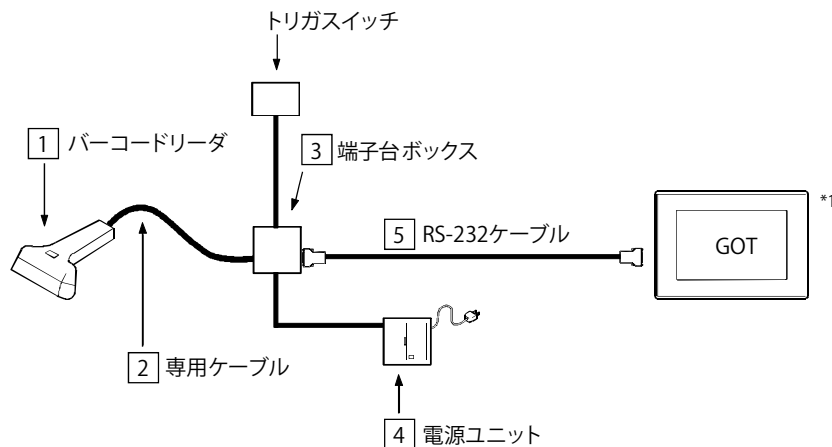 トリガスイッチ
1 バーコードリーダ
3 端子台ボックス
*1
5 RS-232ケーブル
GOT
2 専用ケーブル
4 電源ユニット